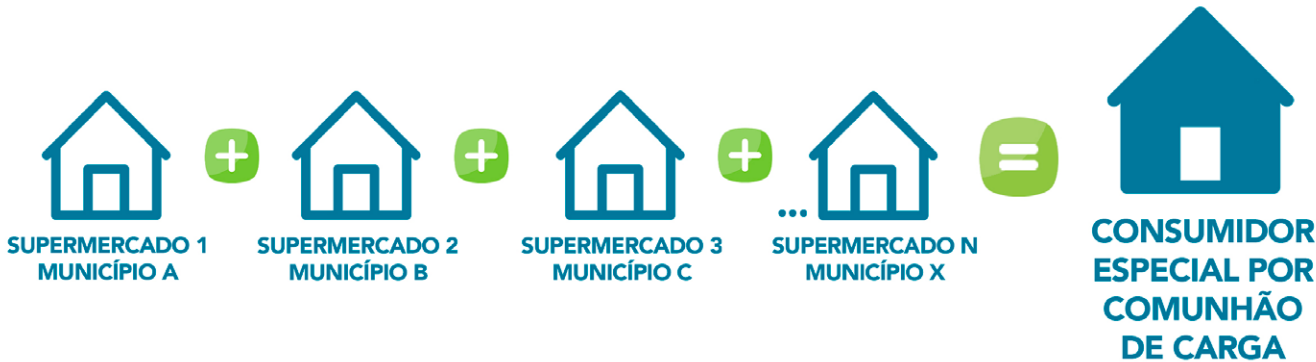 SUPERMERCADO 1
MUNICÍPIO A
+
SUPERMERCADO 2
MUNICÍPIO B
+
SUPERMERCADO 3
MUNICÍPIO C
+
...
SUPERMERCADO N
MUNICÍPIO X
=
CONSUMIDOR
ESPECIAL POR
COMUNHÃO
DE CARGA